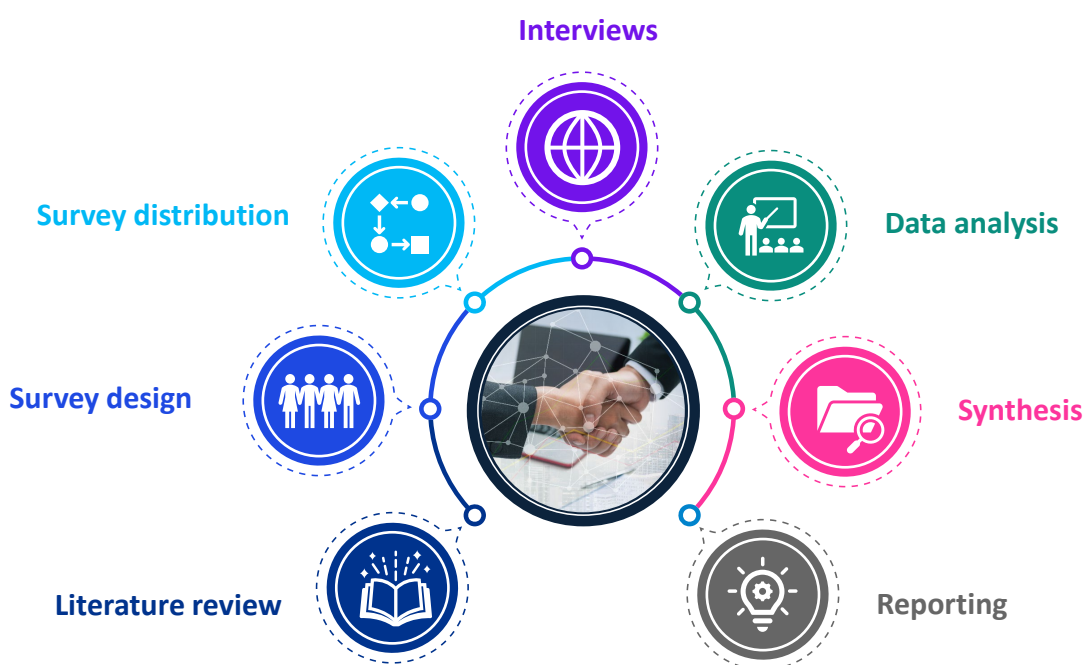 Interviews
Survey distribution
Data analysis
Survey design
Synthesis
Literature review
Reporting